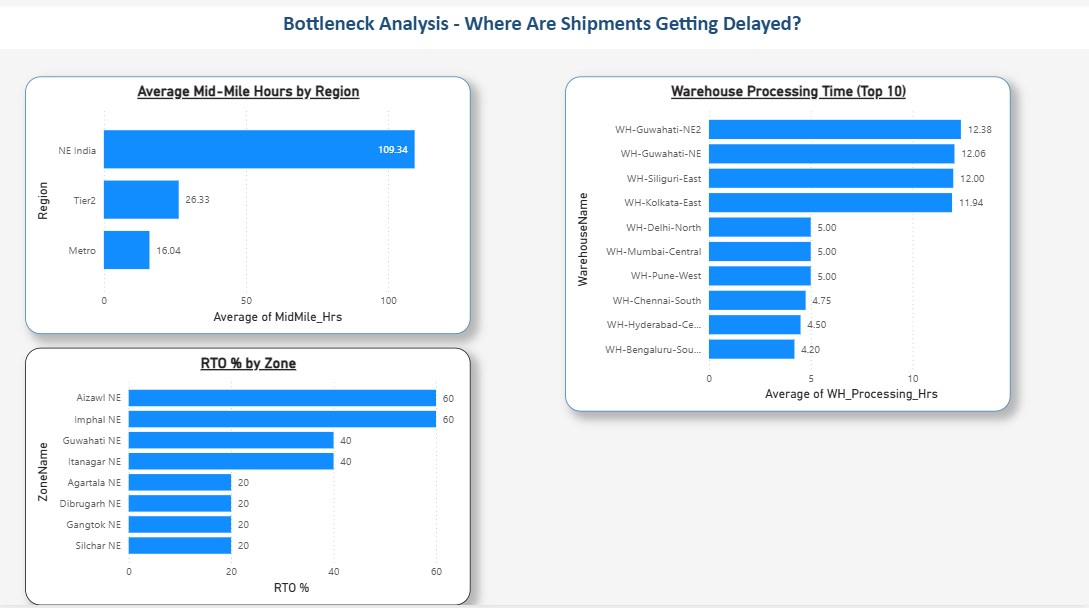 Bottleneck Analysis - Where Are Shipments Getting Delayed?
Average Mid-Mile Hours by Region
Region
NE India
109.34
Tier2
26.33
Metro
16.04
0 50 100
Average of MidMile_Hrs
Warehouse Processing Time (Top 10)
WarehouseName
WH-Guwahati-NE2 12.38
WH-Guwahati-NE 12.06
WH-Siliguri-East 12.00
WH-Kolkata-East 11.94
WH-Delhi-North 5.00
WH-Mumbai-Central 5.00
WH-Pune-West 5.00
WH-Chennai-South 4.75
WH-Hyderabad-Ce... 4.50
WH-Bengaluru-Sou... 4.20
0 5 10
Average of WH_Processing_Hrs
RTO % by Zone
ZoneName
Aizawl NE 60
Imphal NE 60
Guwahati NE 40
Itanagar NE 40
Agartala NE 20
Dibrugarh NE 20
Gangtok NE 20
Silchar NE 20
0 20 40 60
RTO %